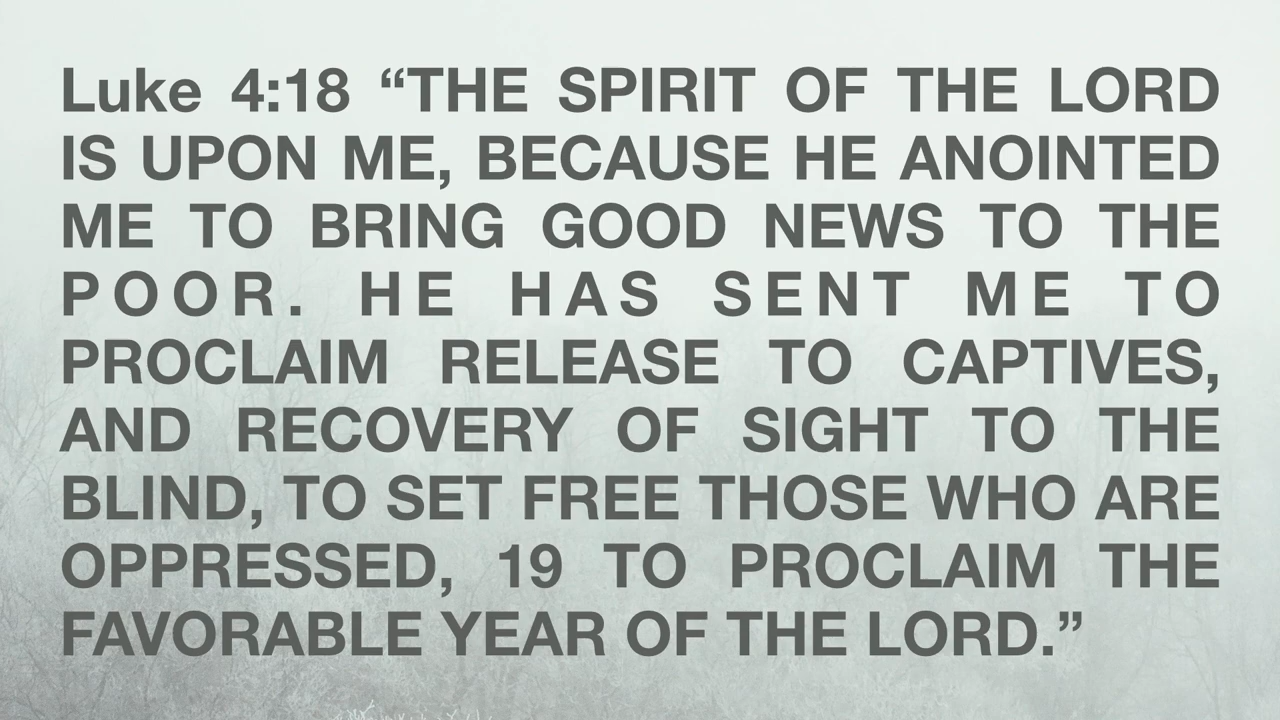 Luke 4:18 “THE SPIRIT OF THE LORD
IS UPON ME, BECAUSE HE ANOINTED
ME TO BRING GOOD NEWS TO THE
POOR. HE HAS SENT ME TO
PROCLAIM RELEASE TO CAPTIVES,
AND RECOVERY OF SIGHT TO THE
BLIND, TO SET FREE THOSE WHO ARE
OPPRESSED, 19 TO PROCLAIM THE
FAVORABLE YEAR OF THE LORD.”